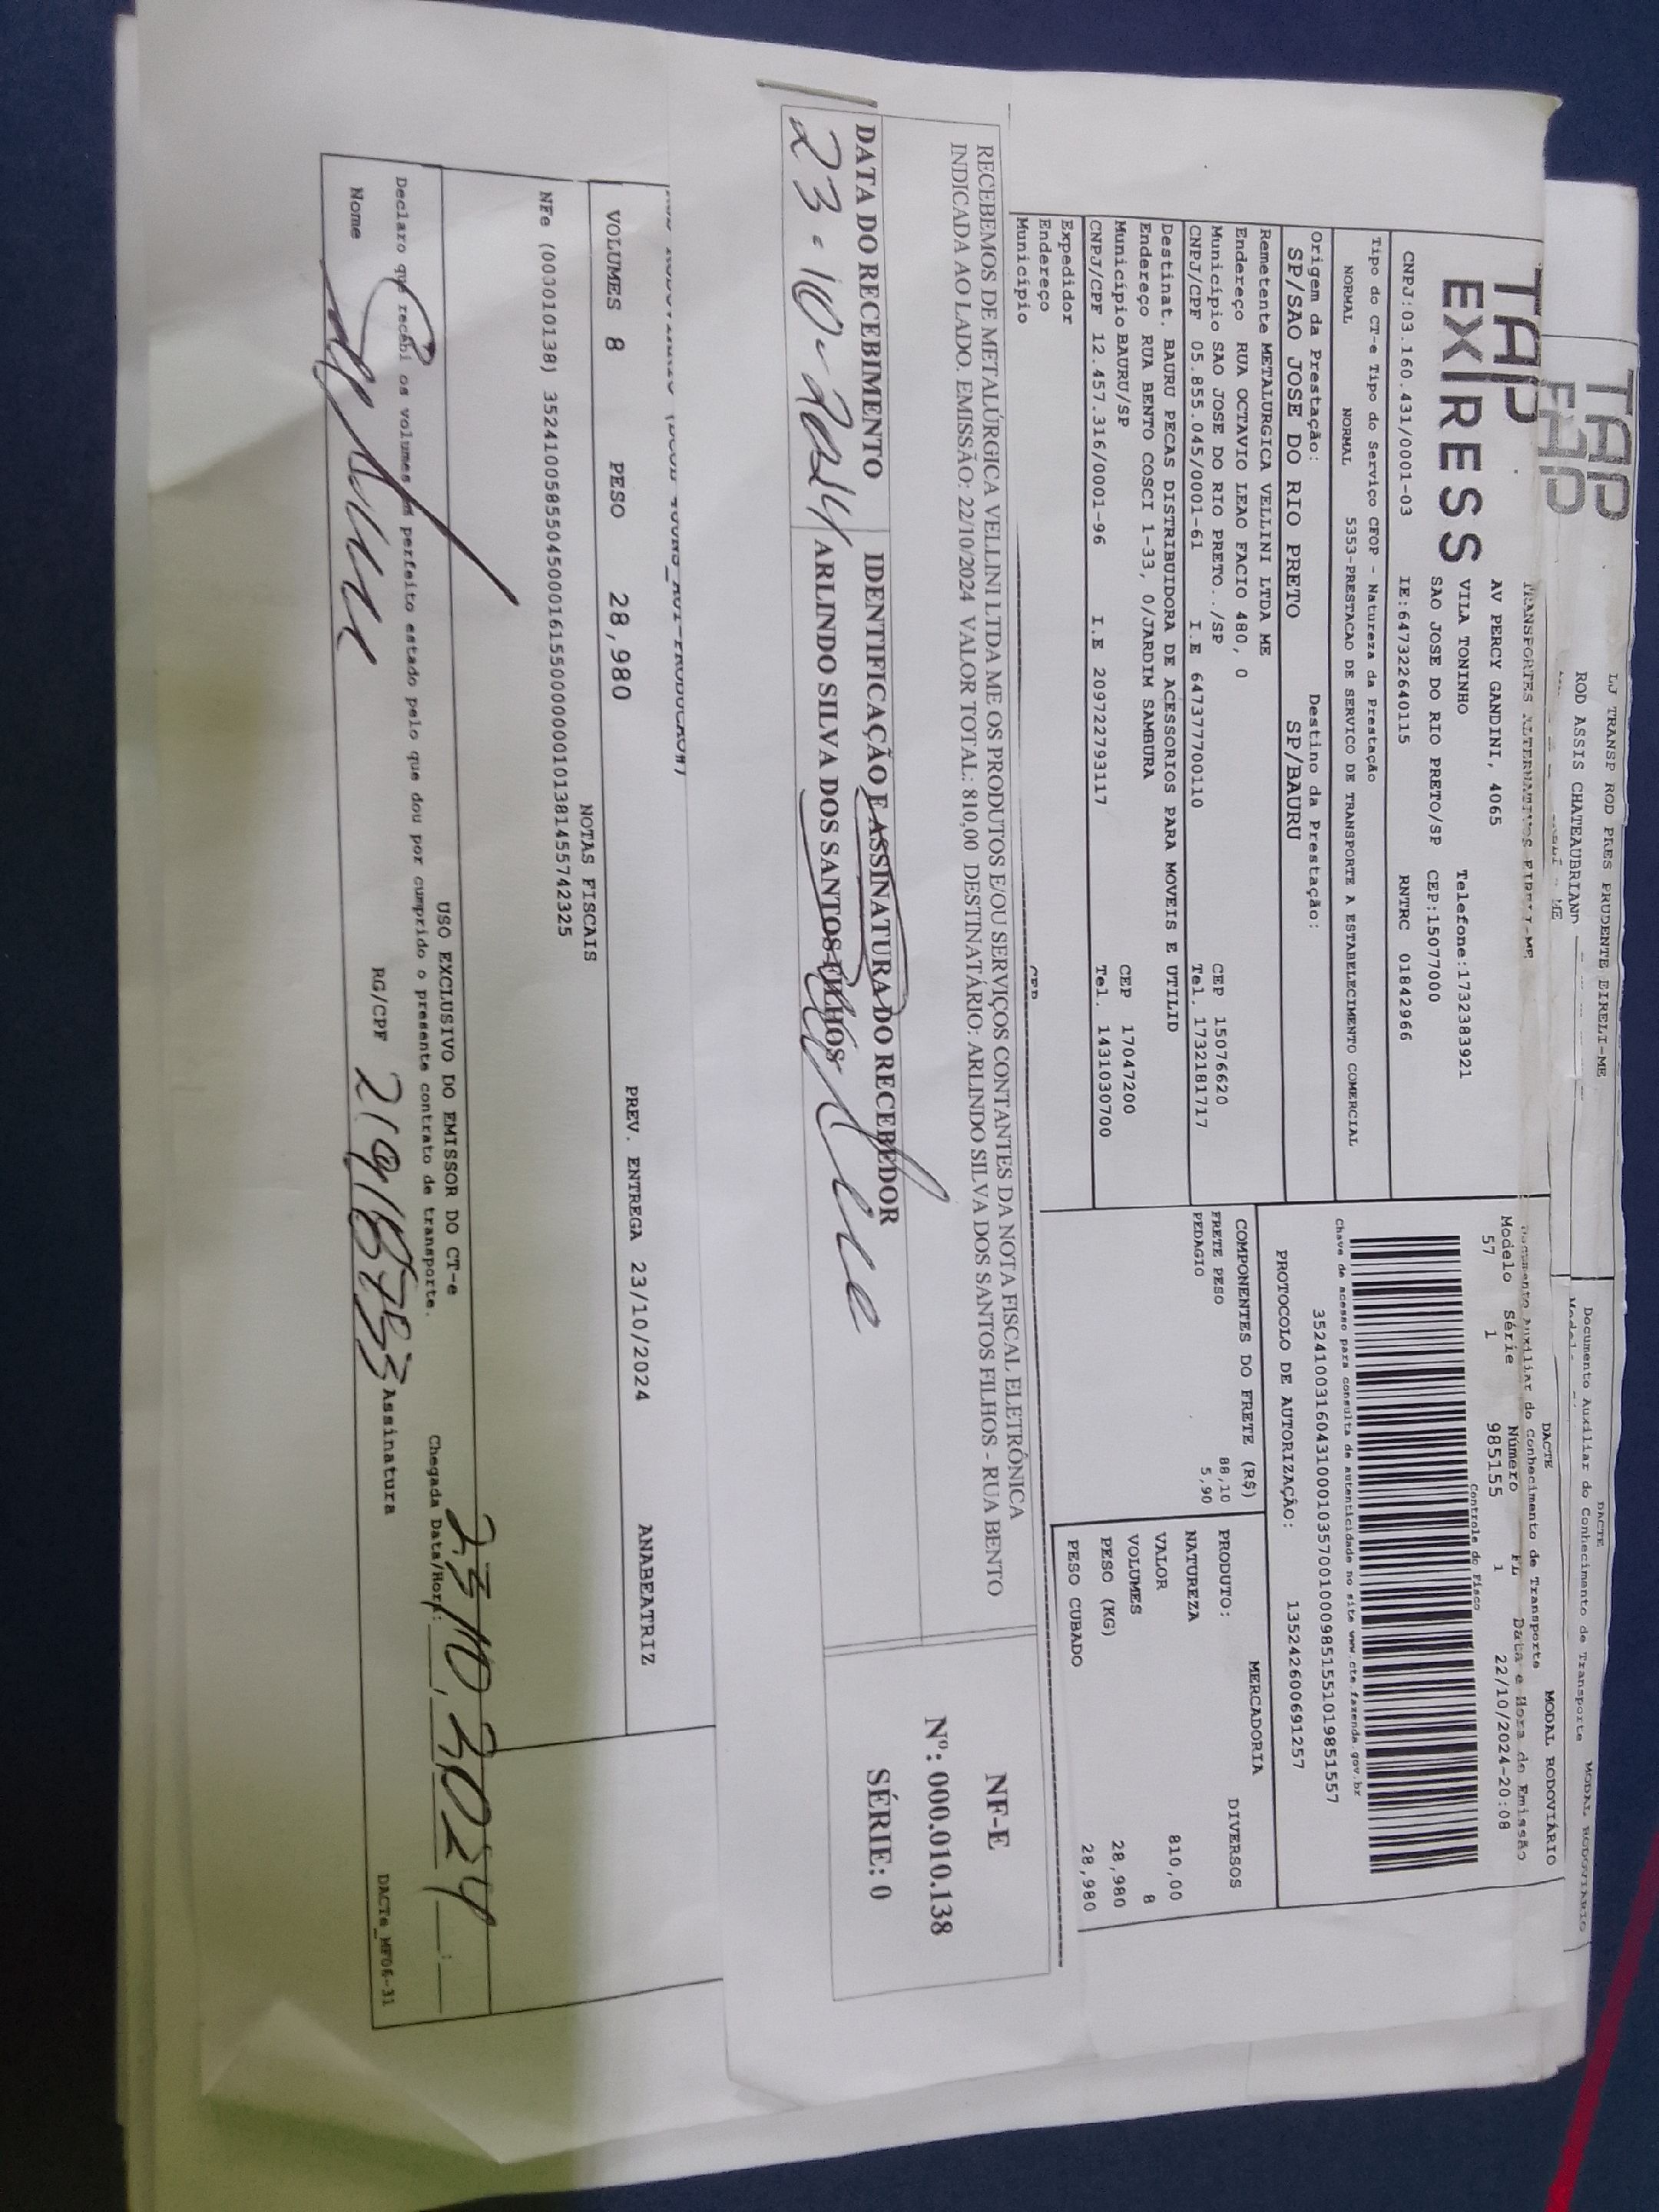 LJ TRANSP ROD PRES PRUDENTE EIRELI-ME
ROD ASSIS CHATEAUBRIAND
DACTE MODAL RODOVIÁRIO
Documento Auxiliar do Conhecimento de Transporte
TAP
TAP
EXPRESS
TRANSPORTES ALTERNATIVOS EIRELI-ME
AV PERCY GANDINI, 4065
VILA TONINHO Telefone:1732383921
SAO JOSE DO RIO PRETO/SP CEP:15077000
CNPJ:03.160.431/0001-03 IE:647322640115 RNTRC 01842966
DACTE MODAL RODOVIÁRIO
Documento Auxiliar do Conhecimento de Transporte
Modelo Série Número FL Data e Hora de Emissão
57 1 985155 1 22/10/2024-20:08
Controle do Fisco
Chave de acesso para consulta de autenticidade no site www.cte.fazenda.gov.br
35241003160431000103570010009851551019851557
PROTOCOLO DE AUTORIZAÇÃO: 135242600691257
Tipo do CT-e Tipo do Serviço CFOP - Natureza da Prestação
NORMAL NORMAL 5353-PRESTACAO DE SERVICO DE TRANSPORTE A ESTABELECIMENTO COMERCIAL
Origem da Prestação: Destino da Prestação:
SP/SAO JOSE DO RIO PRETO SP/BAURU
Remetente METALURGICA VELLINI LTDA ME
Endereço RUA OCTAVIO LEAO FACIO 480, 0
Município SAO JOSE DO RIO PRETO../SP CEP 15076620
CNPJ/CPF 05.855.045/0001-61 I.E 647377700110 Tel. 1732181717
Destinat. BAURU PECAS DISTRIBUIDORA DE ACESSORIOS PARA MOVEIS E UTILID
Endereço RUA BENTO COSCI 1-33, 0/JARDIM SAMBURA
Município BAURU/SP CEP 17047200
CNPJ/CPF 12.457.316/0001-96 I.E 209722793117 Tel. 1431030700
Expedidor
Endereço
Município CEP
COMPONENTES DO FRETE (R$)
FRETE PESO 88,10
PEDAGIO 5,90
MERCADORIA
PRODUTO: DIVERSOS
NATUREZA
VALOR 810,00
VOLUMES 8
PESO (KG) 28,980
PESO CUBADO 28,980
RECEBEMOS DE METALÚRGICA VELLINI LTDA ME OS PRODUTOS E/OU SERVIÇOS CONTANTES DA NOTA FISCAL ELETRÔNICA
INDICADA AO LADO. EMISSÃO: 22/10/2024 VALOR TOTAL: 810,00 DESTINATÁRIO: ARLINDO SILVA DOS SANTOS FILHOS - RUA BENTO
DATA DO RECEBIMENTO IDENTIFICAÇÃO E ASSINATURA DO RECEBEDOR
23-10-2024 ARLINDO SILVA DOS SANTOS FILHOS
NF-E
Nº: 000.010.138
SÉRIE: 0
VOLUMES 8 PESO 28,980 PREV. ENTREGA 23/10/2024 ANABEATRIZ
NOTAS FISCAIS
NFe (000010138) 35241005855045000161550000000101381455742325
USO EXCLUSIVO DO EMISSOR DO CT-e
Declaro que recebi os volumes em perfeito estado pelo que dou por cumprido o presente contrato de transporte.
Chegada Data/Hora: 23/10.2024
Nome RG/CPF Assinatura
DACTe_MF06-31